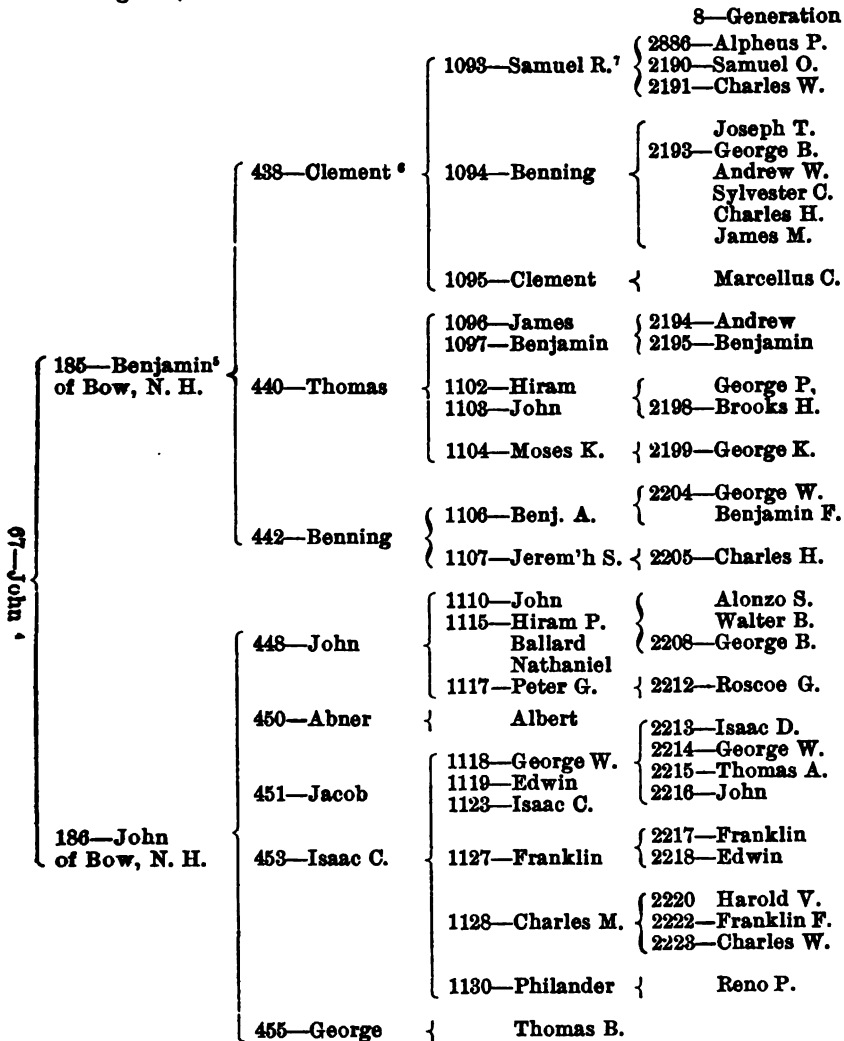 8—Generation
2886—Alpheus P.
1093—Samuel R.⁷ 2190—Samuel O.
2191—Charles W.
Joseph T.
2193—George B.
438—Clement ⁶ 1094—Benning Andrew W.
Sylvester C.
Charles H.
James M.
1095—Clement Marcellus C.
1096—James 2194—Andrew
1097—Benjamin 2195—Benjamin
185—Benjamin⁵
of Bow, N. H. 440—Thomas 1102—Hiram George P,
1103—John 2198—Brooks H.
1104—Moses K. 2199—George K.
2204—George W.
1106—Benj. A. Benjamin F.
442—Benning
1107—Jerem'h S. 2205—Charles H.
67—John ⁴
1110—John Alonzo S.
1115—Hiram P. Walter B.
448—John Ballard 2208—George B.
Nathaniel
1117—Peter G. 2212—Roscoe G.
450—Abner Albert
2213—Isaac D.
1118—George W. 2214—George W.
1119—Edwin 2215—Thomas A.
451—Jacob 1123—Isaac C. 2216—John
186—John 2217—Franklin
of Bow, N. H. 453—Isaac C. 1127—Franklin 2218—Edwin
2220 Harold V.
1128—Charles M. 2222—Franklin F.
2223—Charles W.
1130—Philander Reno P.
455—George Thomas B.